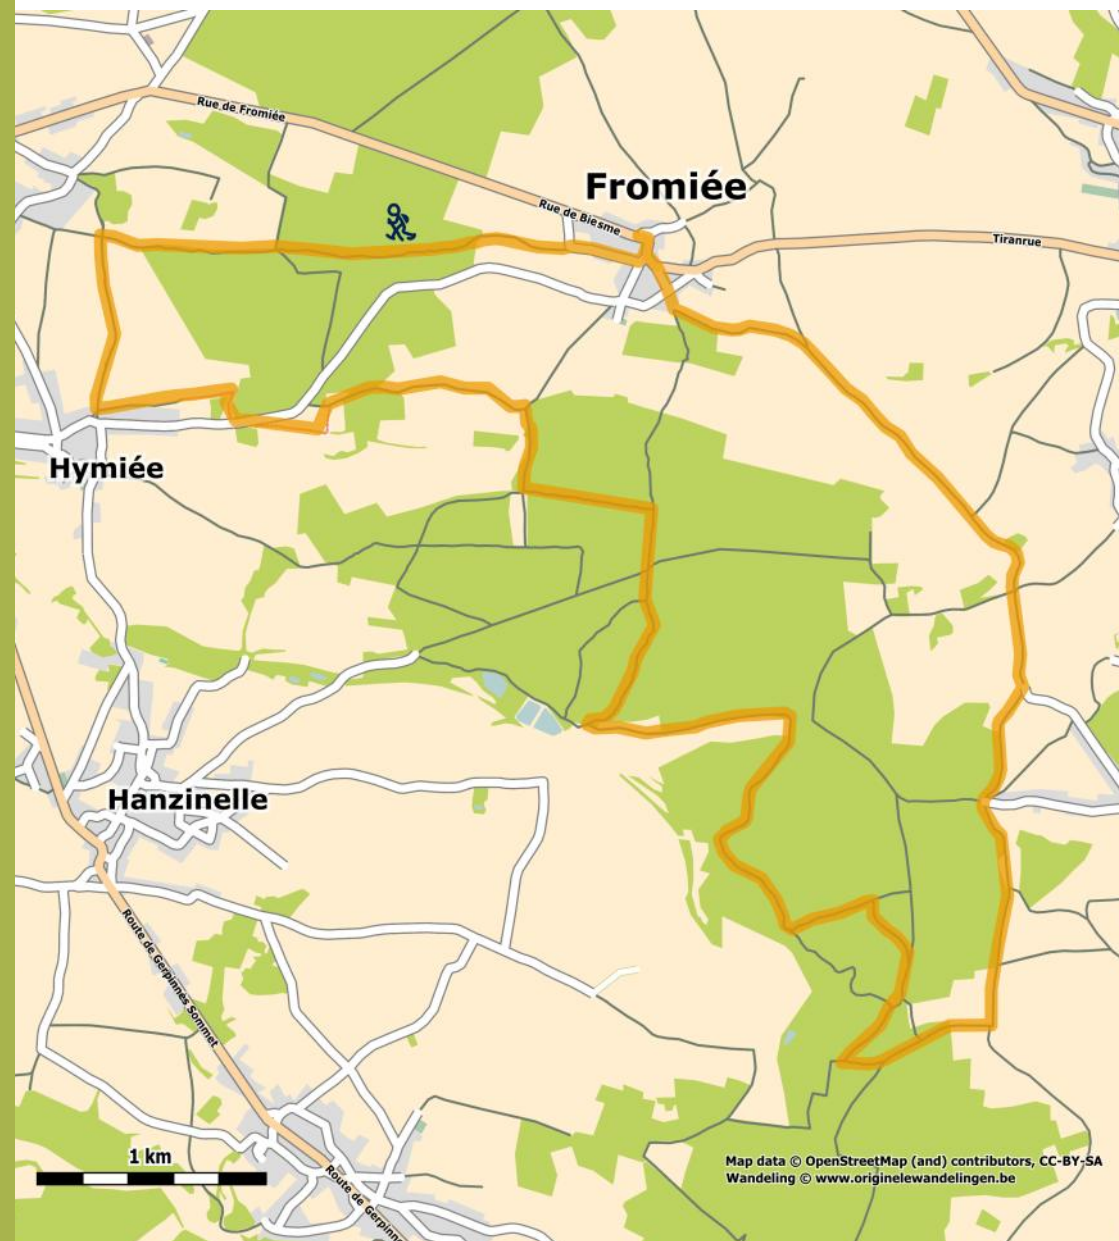 Rue de Fromiée
Fromiée
Rue de Biesme
Tiranrue
Hymiée
Hanzinelle
Route de Gerpinnes Sommet
1 km
Route de Gerpinn
Map data © OpenStreetMap (and) contributors, CC-BY-SA
Wandeling © www.originelewandelingen.be